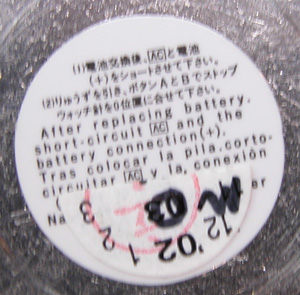 (1)電池交換後、ACと電池
(+)をショートさせて下さい。
(2)りゅうずを引き、ボタンAとBでストップ
ウォッチ針を0位置に合せて下さい。
After replacing battery,
short-circuit AC and the
battery connection(+).
Tras colocar la pila,corto-
circuitar AC y la conexión
(
Na
12 '02 1 2 3
03